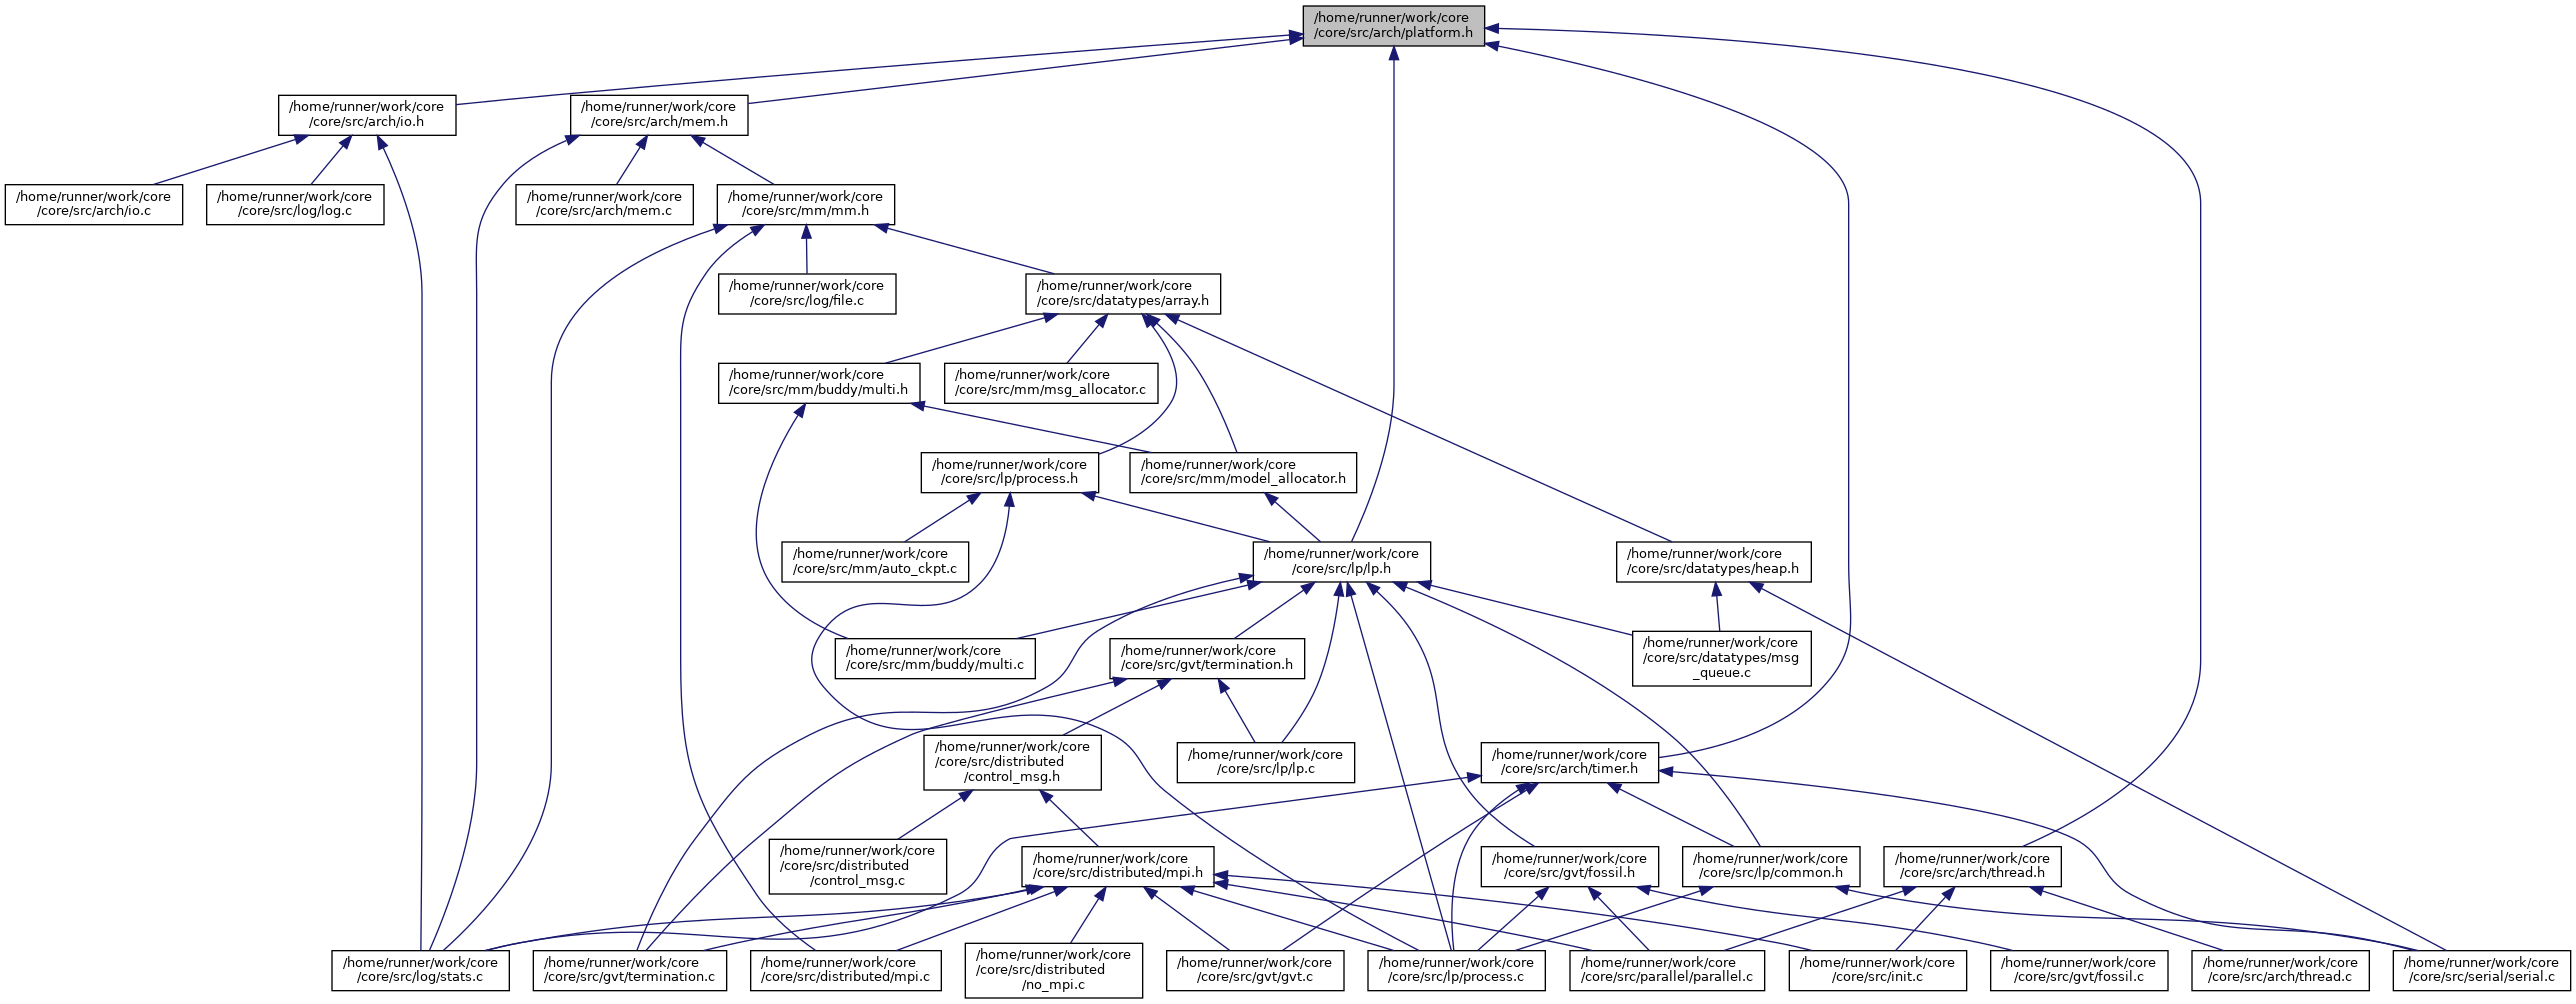 /home/runner/work/core
/core/src/arch/platform.h
/home/runner/work/core
/core/src/arch/io.h
/home/runner/work/core
/core/src/arch/mem.h
/home/runner/work/core
/core/src/arch/io.c
/home/runner/work/core
/core/src/log/log.c
/home/runner/work/core
/core/src/arch/mem.c
/home/runner/work/core
/core/src/mm/mm.h
/home/runner/work/core
/core/src/log/file.c
/home/runner/work/core
/core/src/datatypes/array.h
/home/runner/work/core
/core/src/mm/buddy/multi.h
/home/runner/work/core
/core/src/mm/msg_allocator.c
/home/runner/work/core
/core/src/lp/process.h
/home/runner/work/core
/core/src/mm/model_allocator.h
/home/runner/work/core
/core/src/mm/auto_ckpt.c
/home/runner/work/core
/core/src/lp/lp.h
/home/runner/work/core
/core/src/datatypes/heap.h
/home/runner/work/core
/core/src/mm/buddy/multi.c
/home/runner/work/core
/core/src/gvt/termination.h
/home/runner/work/core
/core/src/datatypes/msg
_queue.c
/home/runner/work/core
/core/src/distributed
/control_msg.h
/home/runner/work/core
/core/src/lp/lp.c
/home/runner/work/core
/core/src/arch/timer.h
/home/runner/work/core
/core/src/distributed
/control_msg.c
/home/runner/work/core
/core/src/distributed/mpi.h
/home/runner/work/core
/core/src/gvt/fossil.h
/home/runner/work/core
/core/src/lp/common.h
/home/runner/work/core
/core/src/arch/thread.h
/home/runner/work/core
/core/src/log/stats.c
/home/runner/work/core
/core/src/gvt/termination.c
/home/runner/work/core
/core/src/distributed/mpi.c
/home/runner/work/core
/core/src/distributed
/no_mpi.c
/home/runner/work/core
/core/src/gvt/gvt.c
/home/runner/work/core
/core/src/lp/process.c
/home/runner/work/core
/core/src/parallel/parallel.c
/home/runner/work/core
/core/src/init.c
/home/runner/work/core
/core/src/gvt/fossil.c
/home/runner/work/core
/core/src/arch/thread.c
/home/runner/work/core
/core/src/serial/serial.c